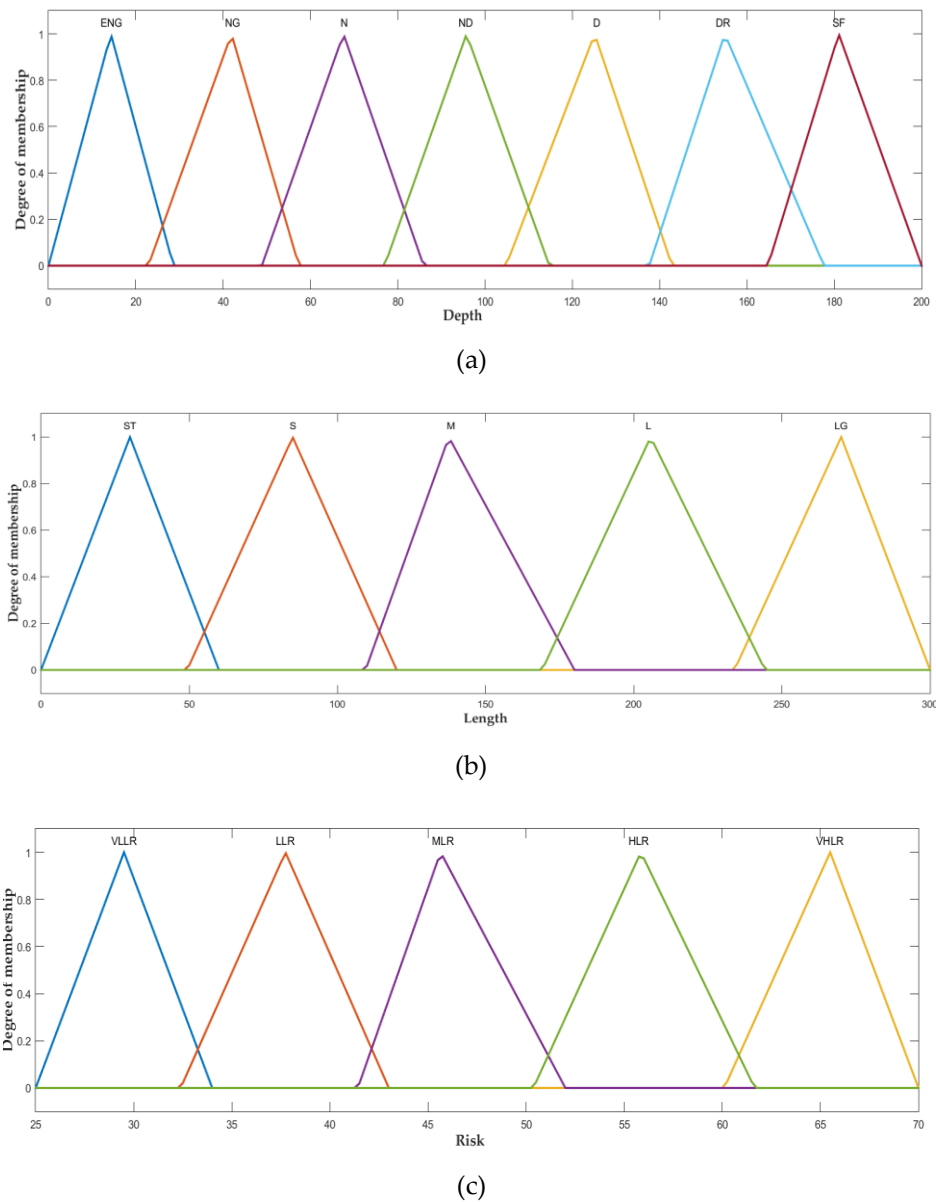 ENG NG N ND D DR SF
1
0.8
0.6
0.4
0.2
0
Degree of membership
0 20 40 60 80 100 120 140 160 180 200
Depth
(a)
ST S M L LG
1
0.8
0.6
0.4
0.2
0
Degree of membership
0 50 100 150 200 250 300
Length
(b)
VLLR LLR MLR HLR VHLR
1
0.8
0.6
0.4
0.2
0
Degree of membership
25 30 35 40 45 50 55 60 65 70
Risk
(c)